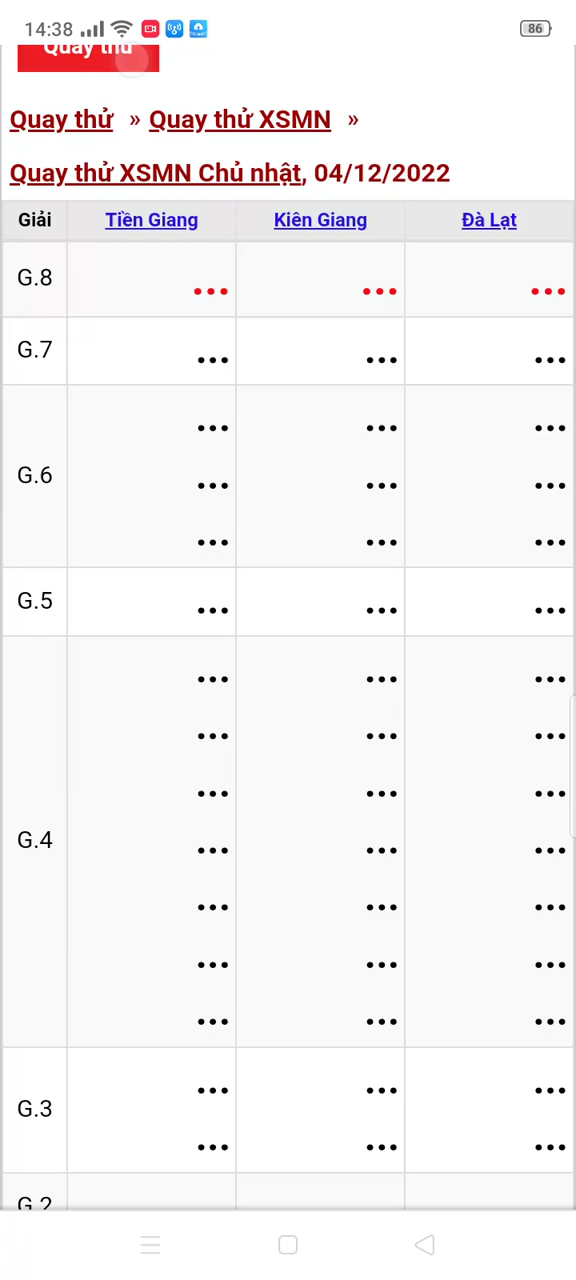 14:38 86
Quay thử
Quay thử » Quay thử XSMN »
Quay thử XSMN Chủ nhật, 04/12/2022
Giải Tiền Giang Kiên Giang Đà Lạt
G.8 ... ... ...
G.7 ... ... ...
... ... ...
G.6 ... ... ...
... ... ...
G.5 ... ... ...
... ... ...
... ... ...
... ... ...
G.4 ... ... ...
... ... ...
... ... ...
... ... ...
G.3 ... ... ...
... ... ...
G.2